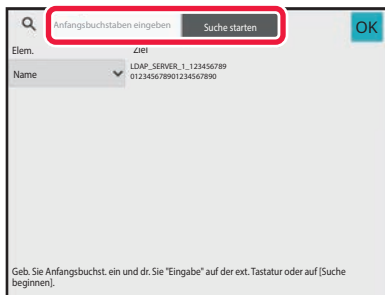 Anfangsbuchstaben eingeben Suche starten OK
Elem. Ziel
Name LDAP_SERVER_1_123456789
012345678901234567890
Geb. Sie Anfangsbuchst. ein und dr. Sie "Eingabe" auf der ext. Tastatur oder auf [Suche
beginnen].